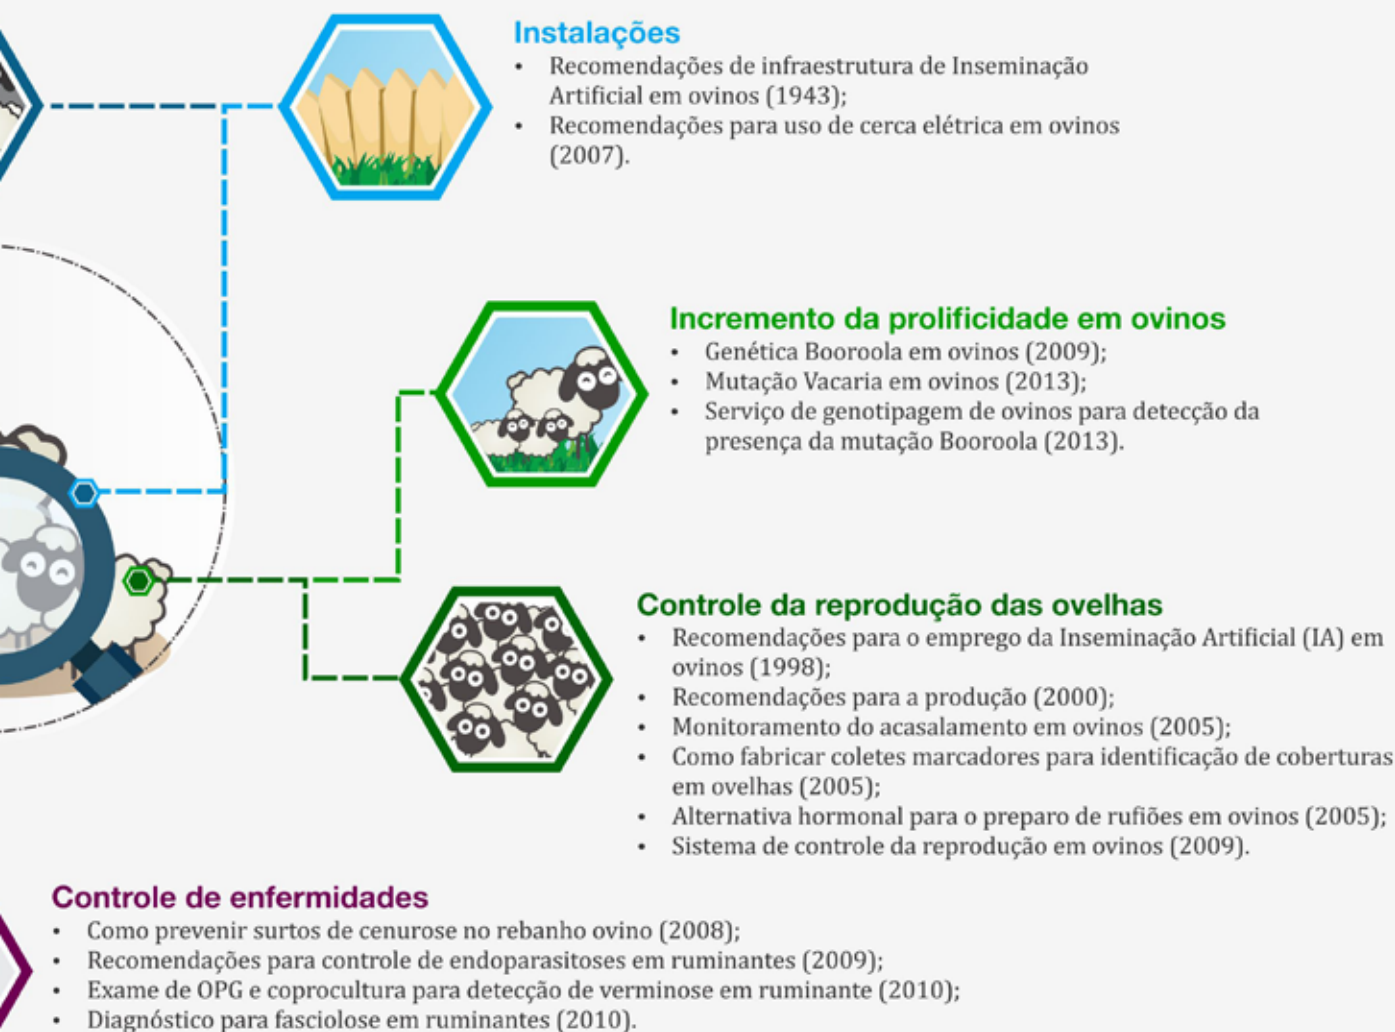 Instalações
• Recomendações de infraestrutura de Inseminação
Artificial em ovinos (1943);
• Recomendações para uso de cerca elétrica em ovinos
(2007).
Incremento da prolificidade em ovinos
• Genética Booroola em ovinos (2009);
• Mutação Vacaria em ovinos (2013);
• Serviço de genotipagem de ovinos para detecção da
presença da mutação Booroola (2013).
Controle da reprodução das ovelhas
• Recomendações para o emprego da Inseminação Artificial (IA) em
ovinos (1998);
• Recomendações para a produção (2000);
• Monitoramento do acasalamento em ovinos (2005);
• Como fabricar coletes marcadores para identificação de coberturas
em ovelhas (2005);
• Alternativa hormonal para o preparo de rufiões em ovinos (2005);
• Sistema de controle da reprodução em ovinos (2009).
Controle de enfermidades
• Como prevenir surtos de cenurose no rebanho ovino (2008);
• Recomendações para controle de endoparasitoses em ruminantes (2009);
• Exame de OPG e coprocultura para detecção de verminose em ruminante (2010);
• Diagnóstico para fasciolose em ruminantes (2010).